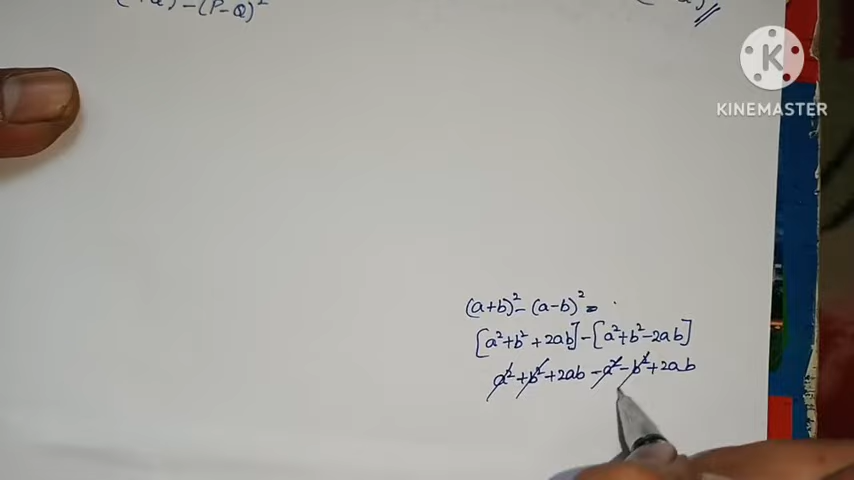 -(P-Q)²
KINEMASTER
(a+b)² - (a-b)² =
[a²+b²+2ab]-[a²+b²-2ab]
a²+b²+2ab-a²-b²+2ab